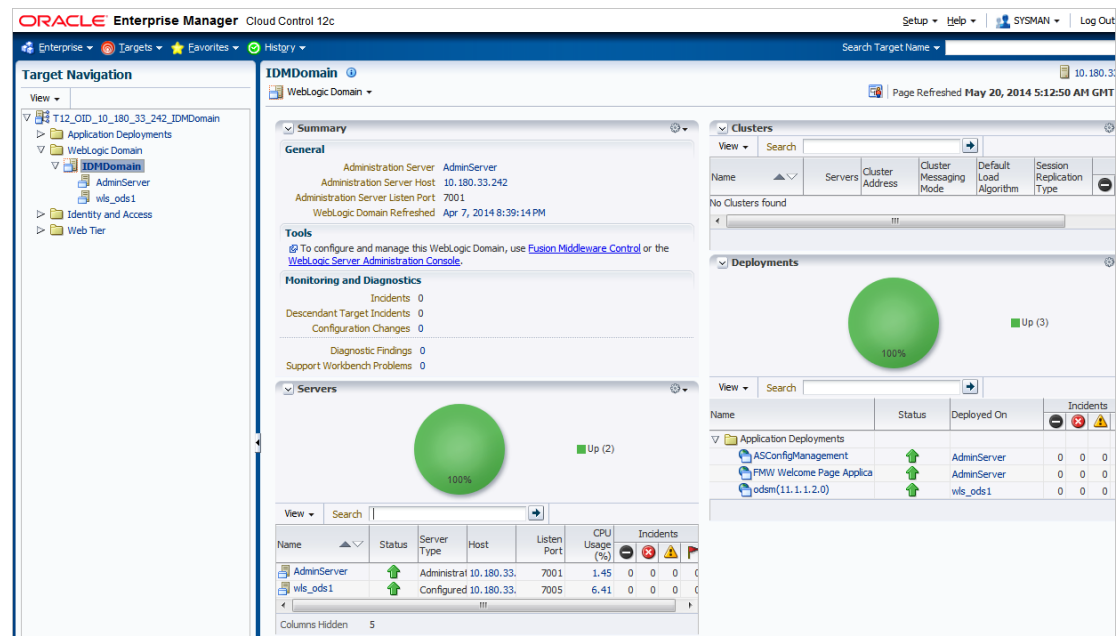 ORACLE Enterprise Manager Cloud Control 12c
Setup Help SYSMAN Log Out
Enterprise Targets Favorites History Search Target Name
Target Navigation
View
T12_OID_10_180_33_242_IDMDomain
Application Deployments
WebLogic Domain
IDMDomain
AdminServer
wls_ods1
Identity and Access
Web Tier
IDMDomain
10.180.33
WebLogic Domain
Page Refreshed May 20, 2014 5:12:50 AM GMT
Summary
General
Administration Server AdminServer
Administration Server Host 10.180.33.242
Administration Server Listen Port 7001
WebLogic Domain Refreshed Apr 7, 2014 8:39:14 PM
Tools
To configure and manage this WebLogic Domain, use Fusion Middleware Control or the
WebLogic Server Administration Console.
Monitoring and Diagnostics
Incidents 0
Descendant Target Incidents 0
Configuration Changes 0
Diagnostic Findings 0
Support Workbench Problems 0
Servers
100%
Up (2)
View Search
Name Status Server Type Host Listen Port CPU Usage (%) Incidents
AdminServer Administrat 10.180.33. 7001 1.45 0 0 0 0
wls_ods1 Configured 10.180.33. 7005 6.41 0 0 0 0
Columns Hidden 5
Clusters
View Search
Name Servers Cluster Address Cluster Messaging Mode Default Load Algorithm Session Replication Type
No Clusters found
Deployments
100%
Up (3)
View Search
Name Status Deployed On Incidents
Application Deployments
ASConfigManagement AdminServer 0 0 0
FMW Welcome Page Applica AdminServer 0 0 0
odsm(11.1.1.2.0) wls_ods1 0 0 0